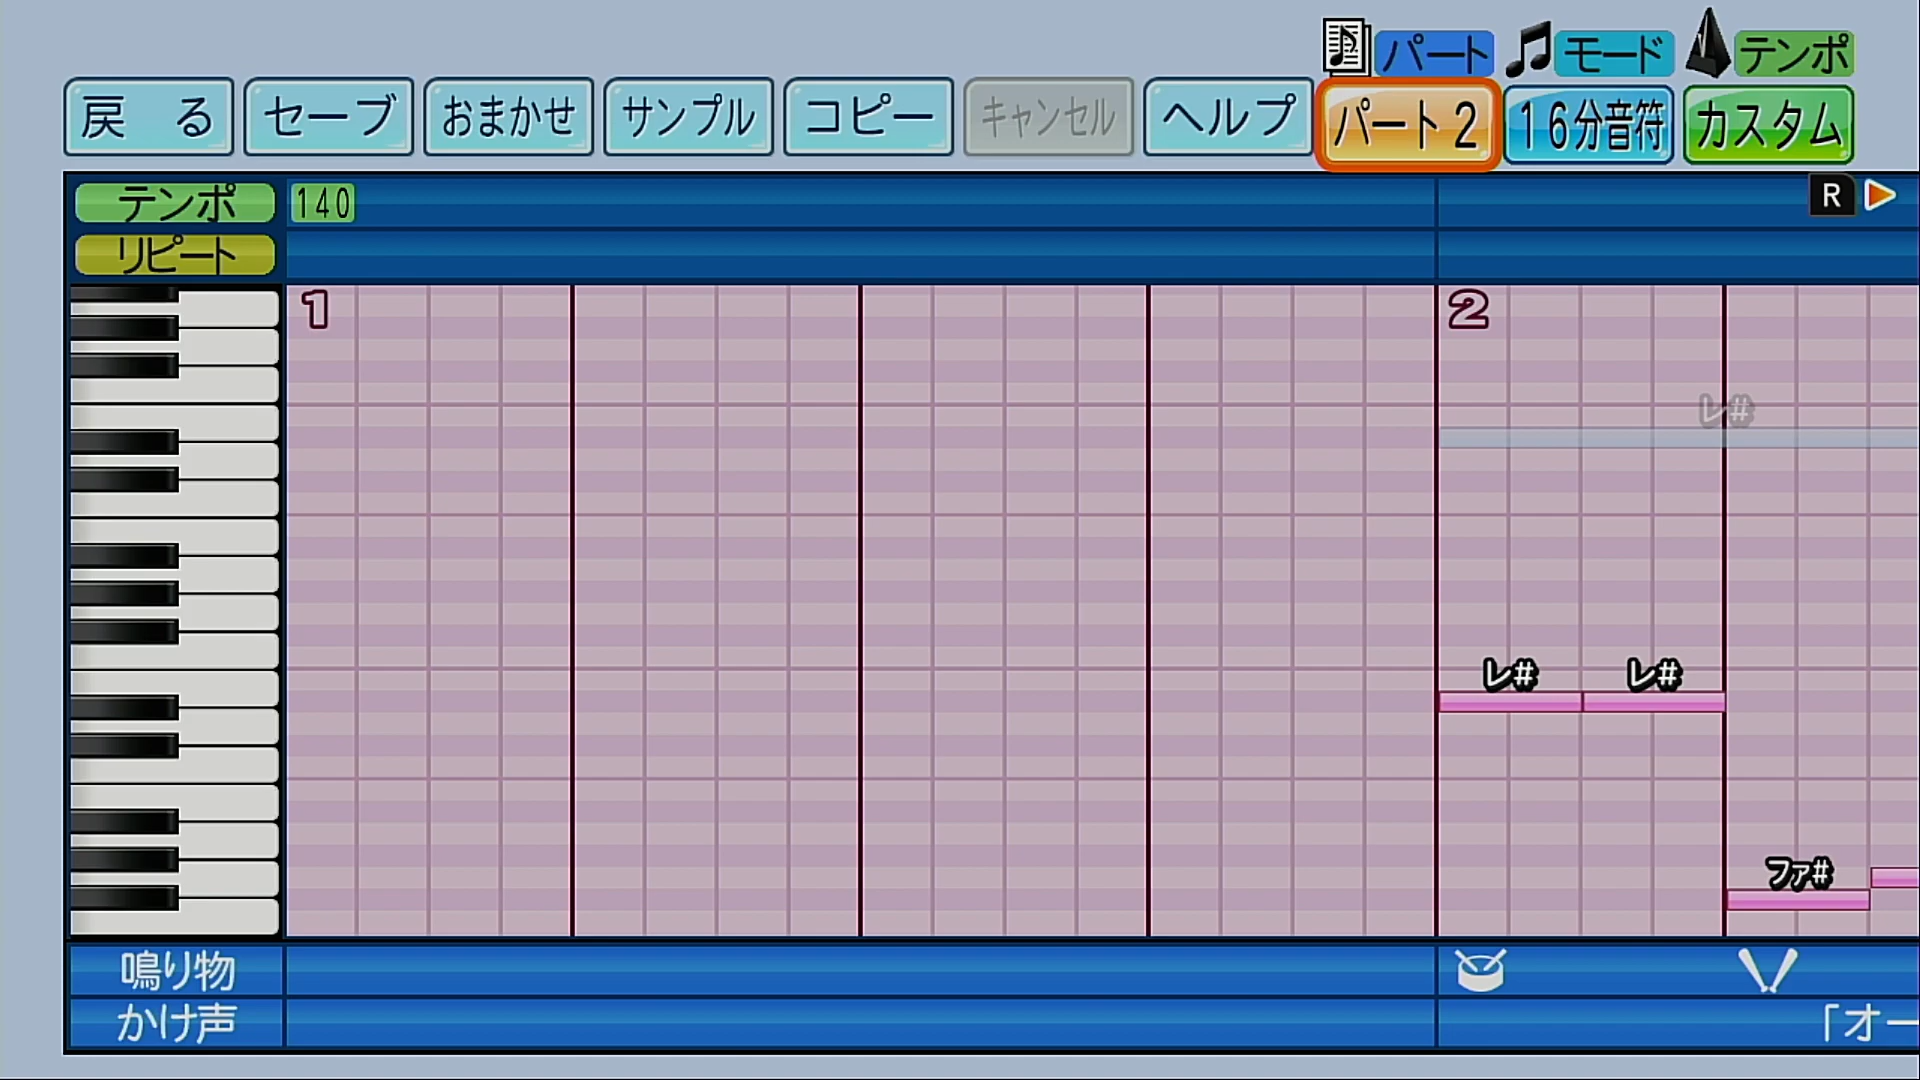 パート モード テンポ
戻る セーブ おまかせ サンプル コピー キャンセル ヘルプ パート2 16分音符 カスタム
テンポ 140 R
リピート
1 2
レ#
レ# レ#
ファ#
鳴り物
かけ声 「オー